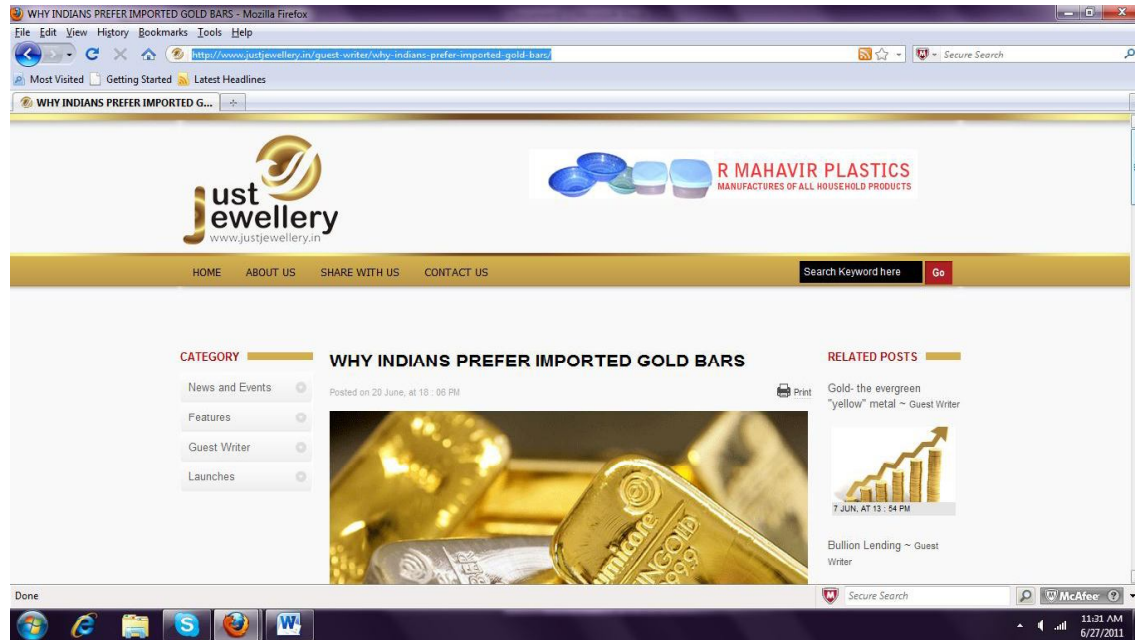 WHY INDIANS PREFER IMPORTED GOLD BARS - Mozilla Firefox
File Edit View History Bookmarks Tools Help
http://www.justjewellery.in/guest-writer/why-indians-prefer-imported-gold-bars/
Secure Search
Most Visited Getting Started Latest Headlines
WHY INDIANS PREFER IMPORTED G...
Just
Jewellery
www.justjewellery.in
R MAHAVIR PLASTICS
MANUFACTURES OF ALL HOUSEHOLD PRODUCTS
HOME ABOUT US SHARE WITH US CONTACT US
Search Keyword here Go
CATEGORY
News and Events
Features
Guest Writer
Launches
WHY INDIANS PREFER IMPORTED GOLD BARS
Posted on 20 June, at 18 : 06 PM
Print
umicore
FEINGOLD
999.9
RELATED POSTS
Gold- the evergreen
"yellow" metal ~ Guest Writer
7 JUN, AT 13 : 54 PM
Bullion Lending ~ Guest
Writer
Done
Secure Search
McAfee
11:31 AM
6/27/2011